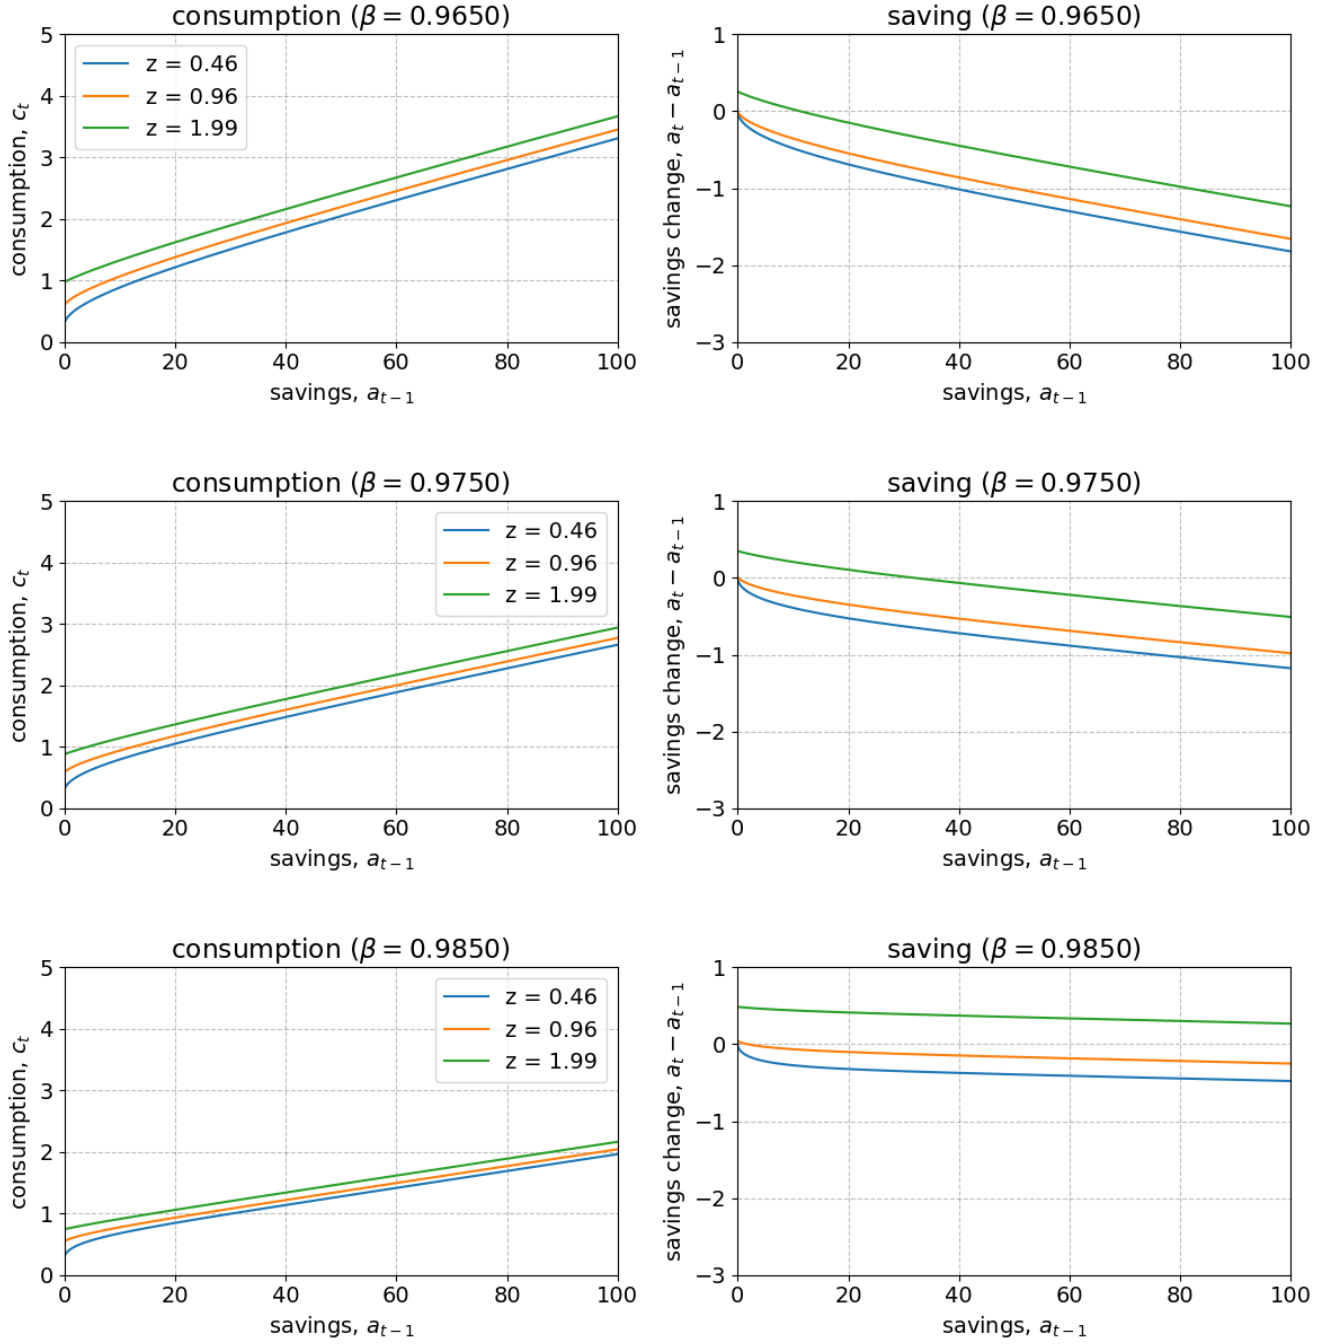 consumption (β = 0.9650)
5
4
3
2
1
0
consumption, c_t
z = 0.46
z = 0.96
z = 1.99
0 20 40 60 80 100
savings, a_{t−1}
saving (β = 0.9650)
1
0
−1
−2
−3
savings change, a_t − a_{t−1}
0 20 40 60 80 100
savings, a_{t−1}
consumption (β = 0.9750)
5
4
3
2
1
0
consumption, c_t
z = 0.46
z = 0.96
z = 1.99
0 20 40 60 80 100
savings, a_{t−1}
saving (β = 0.9750)
1
0
−1
−2
−3
savings change, a_t − a_{t−1}
0 20 40 60 80 100
savings, a_{t−1}
consumption (β = 0.9850)
5
4
3
2
1
0
consumption, c_t
z = 0.46
z = 0.96
z = 1.99
0 20 40 60 80 100
savings, a_{t−1}
saving (β = 0.9850)
1
0
−1
−2
−3
savings change, a_t − a_{t−1}
0 20 40 60 80 100
savings, a_{t−1}